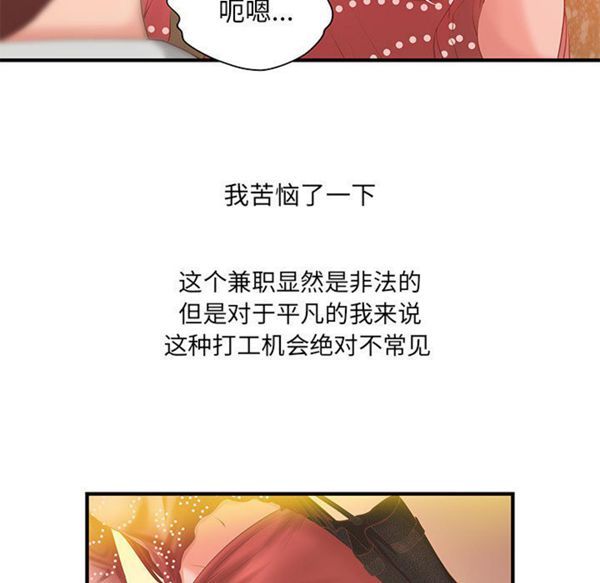 呃嗯...
我苦恼了一下
这个兼职显然是非法的
但是对于平凡的我来说
这种打工机会绝对不常见